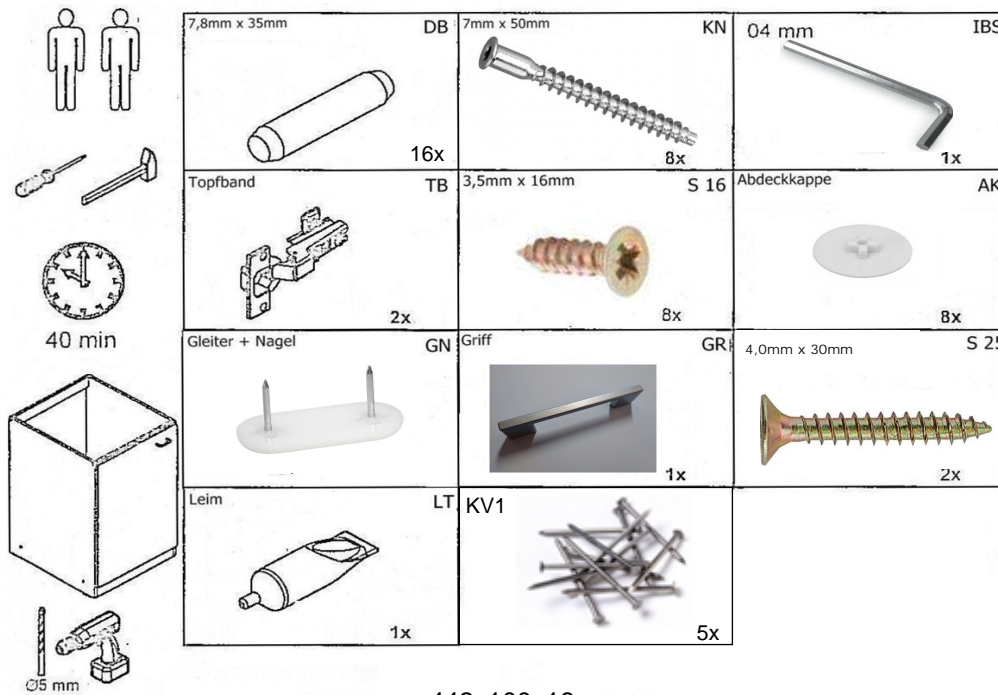 7,8mm x 35mm DB
16x
7mm x 50mm KN
8x
04 mm IBS
1x
Topfband TB
2x
3,5mm x 16mm S 16
8x
Abdeckkappe AK
8x
40 min
Gleiter + Nagel GN
Griff GR
1x
4,0mm x 30mm S 25
2x
Leim LT
1x
KV1
5x
Ø5 mm